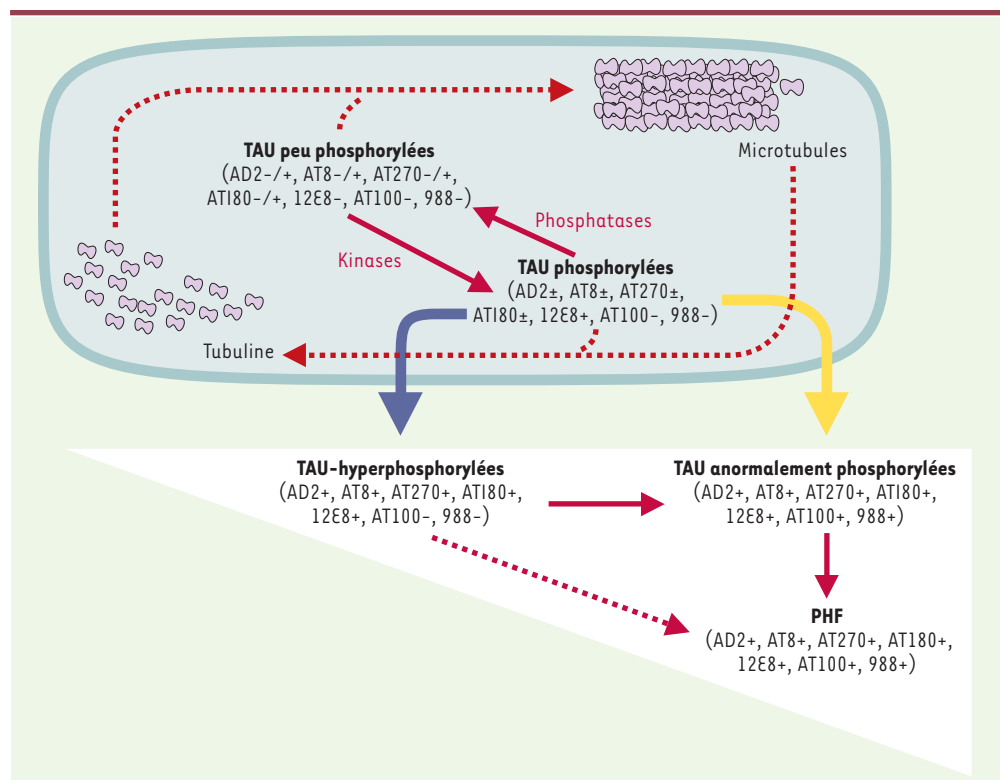 TAU peu phosphorylées
(AD2-/+, AT8-/+, AT270-/+,
ATI80-/+, 12E8-, AT100-, 988-)
Microtubules
Phosphatases
Kinases
TAU phosphorylées
(AD2±, AT8±, AT270±,
ATI80±, 12E8+, AT100-, 988-)
Tubuline
TAU-hyperphosphorylées
(AD2+, AT8+, AT270+, ATI80+,
12E8+, AT100-, 988-)
TAU anormalement phosphorylées
(AD2+, AT8+, AT270+, ATI80+,
12E8+, AT100+, 988+)
PHF
(AD2+, AT8+, AT270+, AT180+,
12E8+, AT100+, 988+)